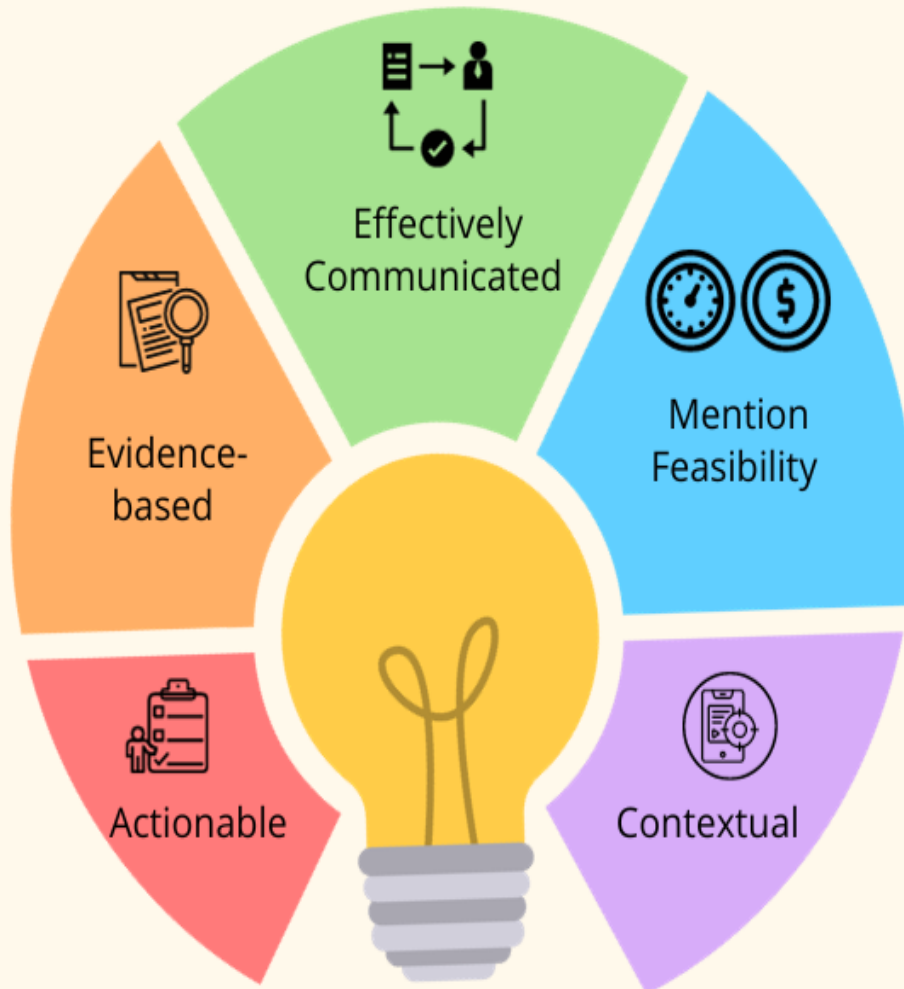 Effectively
Communicated
Evidence-
based
Mention
Feasibility
Actionable
Contextual